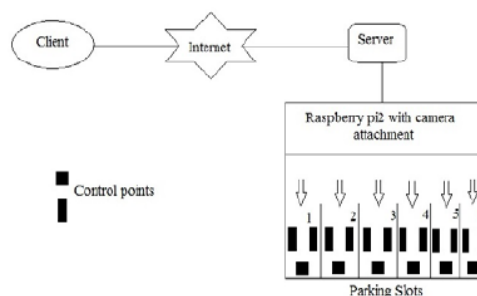 Client
Internet
Server
Raspberry pi2 with camera
attachment
Control points
1 2 3 4 5
Parking Slots